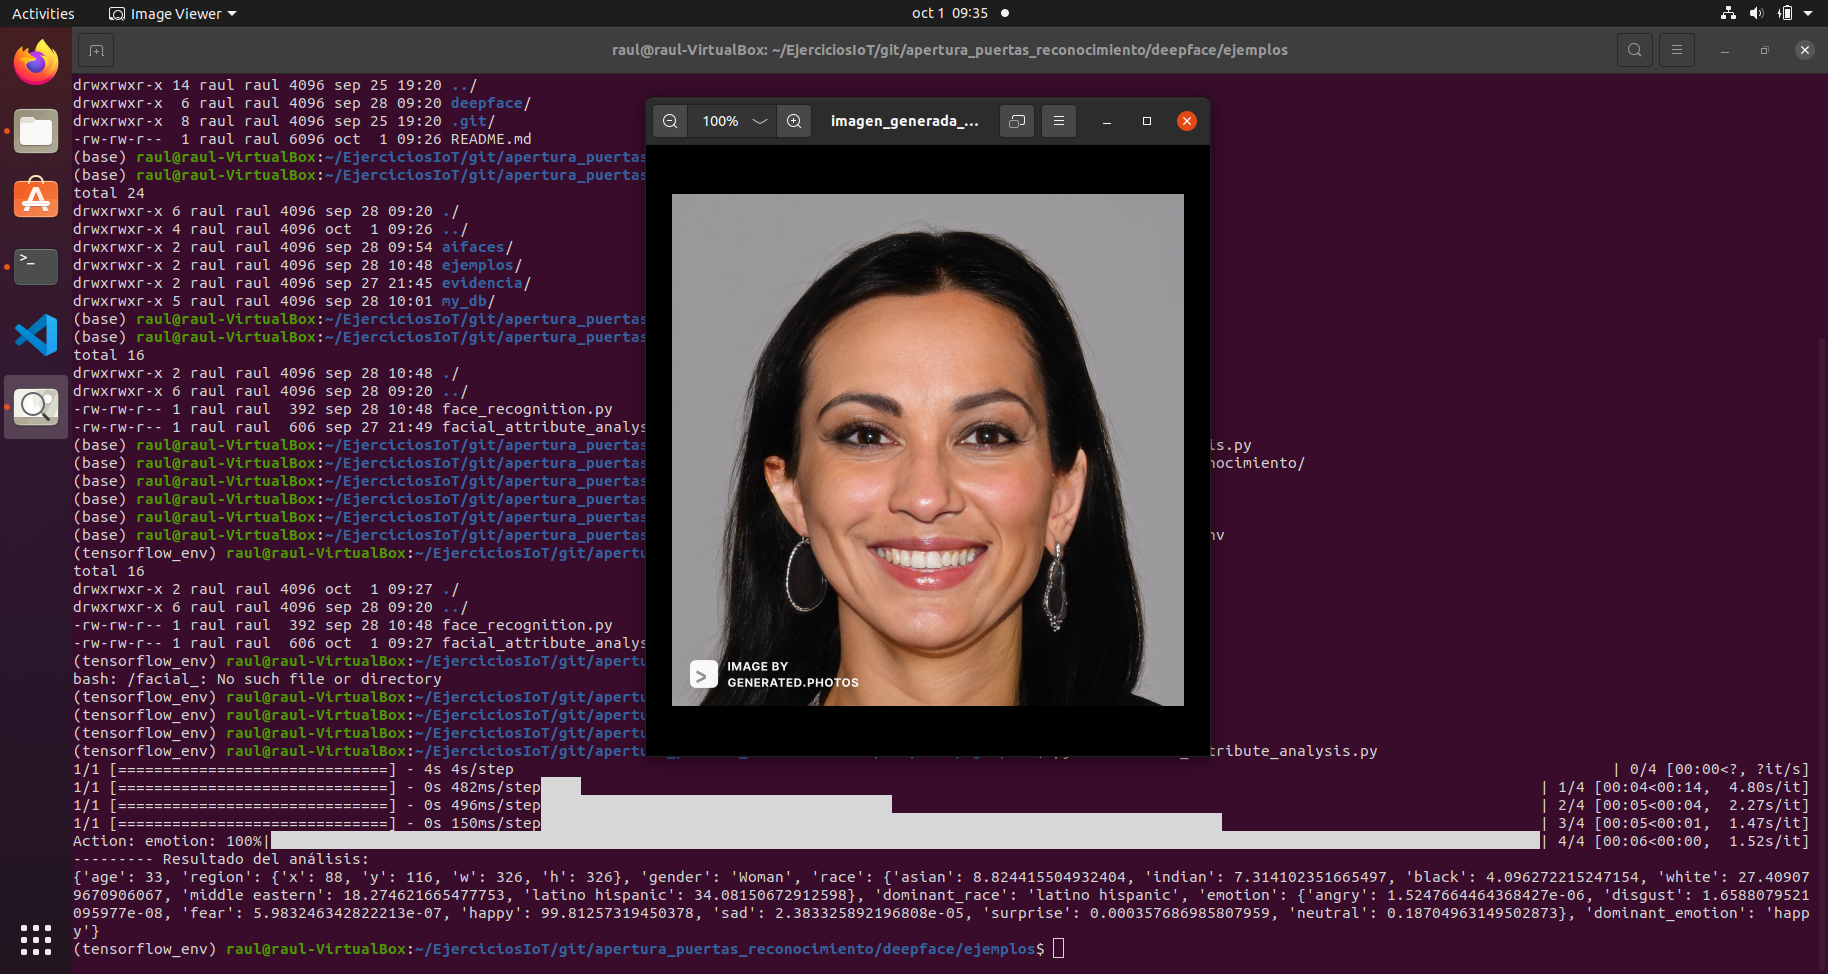 Activities
Image Viewer
oct 1 09:35
raul@raul-VirtualBox: ~/EjerciciosIoT/git/apertura_puertas_reconocimiento/deepface/ejemplos
drwxrwxr-x 14 raul raul 4096 sep 25 19:20 ../
drwxrwxr-x  6 raul raul 4096 sep 28 09:20 deepface/
drwxrwxr-x  8 raul raul 4096 sep 25 19:20 .git/
-rw-rw-r--  1 raul raul 6096 oct  1 09:26 README.md
(base) raul@raul-VirtualBox:~/EjerciciosIoT/git/apertura_puertas
(base) raul@raul-VirtualBox:~/EjerciciosIoT/git/apertura_puertas
total 24
drwxrwxr-x 6 raul raul 4096 sep 28 09:20 ./
drwxrwxr-x 4 raul raul 4096 oct  1 09:26 ../
drwxrwxr-x 2 raul raul 4096 sep 28 09:54 aifaces/
drwxrwxr-x 2 raul raul 4096 sep 28 10:48 ejemplos/
drwxrwxr-x 2 raul raul 4096 sep 27 21:45 evidencia/
drwxrwxr-x 5 raul raul 4096 sep 28 10:01 my_db/
(base) raul@raul-VirtualBox:~/EjerciciosIoT/git/apertura_puertas
(base) raul@raul-VirtualBox:~/EjerciciosIoT/git/apertura_puertas
total 16
drwxrwxr-x 2 raul raul 4096 sep 28 10:48 ./
drwxrwxr-x 6 raul raul 4096 sep 28 09:20 ../
-rw-rw-r-- 1 raul raul  392 sep 28 10:48 face_recognition.py
-rw-rw-r-- 1 raul raul  606 sep 27 21:49 facial_attribute_analys
(base) raul@raul-VirtualBox:~/EjerciciosIoT/git/apertura_puertas is.py
(base) raul@raul-VirtualBox:~/EjerciciosIoT/git/apertura_puertas nocimiento/
(base) raul@raul-VirtualBox:~/EjerciciosIoT/git/apertura_puertas
(base) raul@raul-VirtualBox:~/EjerciciosIoT/git/apertura_puertas
(base) raul@raul-VirtualBox:~/EjerciciosIoT/git/apertura_puertas
(base) raul@raul-VirtualBox:~/EjerciciosIoT/git/apertura_puertas nv
(tensorflow_env) raul@raul-VirtualBox:~/EjerciciosIoT/git/apertu
total 16
drwxrwxr-x 2 raul raul 4096 oct  1 09:27 ./
drwxrwxr-x 6 raul raul 4096 sep 28 09:20 ../
-rw-rw-r-- 1 raul raul  392 sep 28 10:48 face_recognition.py
-rw-rw-r-- 1 raul raul  606 oct  1 09:27 facial_attribute_analys
(tensorflow_env) raul@raul-VirtualBox:~/EjerciciosIoT/git/apertu
bash: /facial_: No such file or directory
(tensorflow_env) raul@raul-VirtualBox:~/EjerciciosIoT/git/apertu
(tensorflow_env) raul@raul-VirtualBox:~/EjerciciosIoT/git/apertu
(tensorflow_env) raul@raul-VirtualBox:~/EjerciciosIoT/git/apertu
(tensorflow_env) raul@raul-VirtualBox:~/EjerciciosIoT/git/apertu tribute_analysis.py
1/1 [==============================] - 4s 4s/step | 0/4 [00:00<?, ?it/s]
1/1 [==============================] - 0s 482ms/step | 1/4 [00:04<00:14,  4.80s/it]
1/1 [==============================] - 0s 496ms/step | 2/4 [00:05<00:04,  2.27s/it]
1/1 [==============================] - 0s 150ms/step | 3/4 [00:05<00:01,  1.47s/it]
Action: emotion: 100%| | 4/4 [00:06<00:00,  1.52s/it]
--------- Resultado del análisis:
{'age': 33, 'region': {'x': 88, 'y': 116, 'w': 326, 'h': 326}, 'gender': 'Woman', 'race': {'asian': 8.824415504932404, 'indian': 7.314102351665497, 'black': 4.096272215247154, 'white': 27.40907
9670906067, 'middle eastern': 18.274621665477753, 'latino hispanic': 34.08150672912598}, 'dominant_race': 'latino hispanic', 'emotion': {'angry': 1.5247664464368427e-06, 'disgust': 1.6588079521
095977e-08, 'fear': 5.983246342822213e-07, 'happy': 99.81257319450378, 'sad': 2.383325892196808e-05, 'surprise': 0.000357686985807959, 'neutral': 0.18704963149502873}, 'dominant_emotion': 'happ
y'}
(tensorflow_env) raul@raul-VirtualBox:~/EjerciciosIoT/git/apertura_puertas_reconocimiento/deepface/ejemplos$
100%
imagen_generada_...
IMAGE BY
GENERATED.PHOTOS